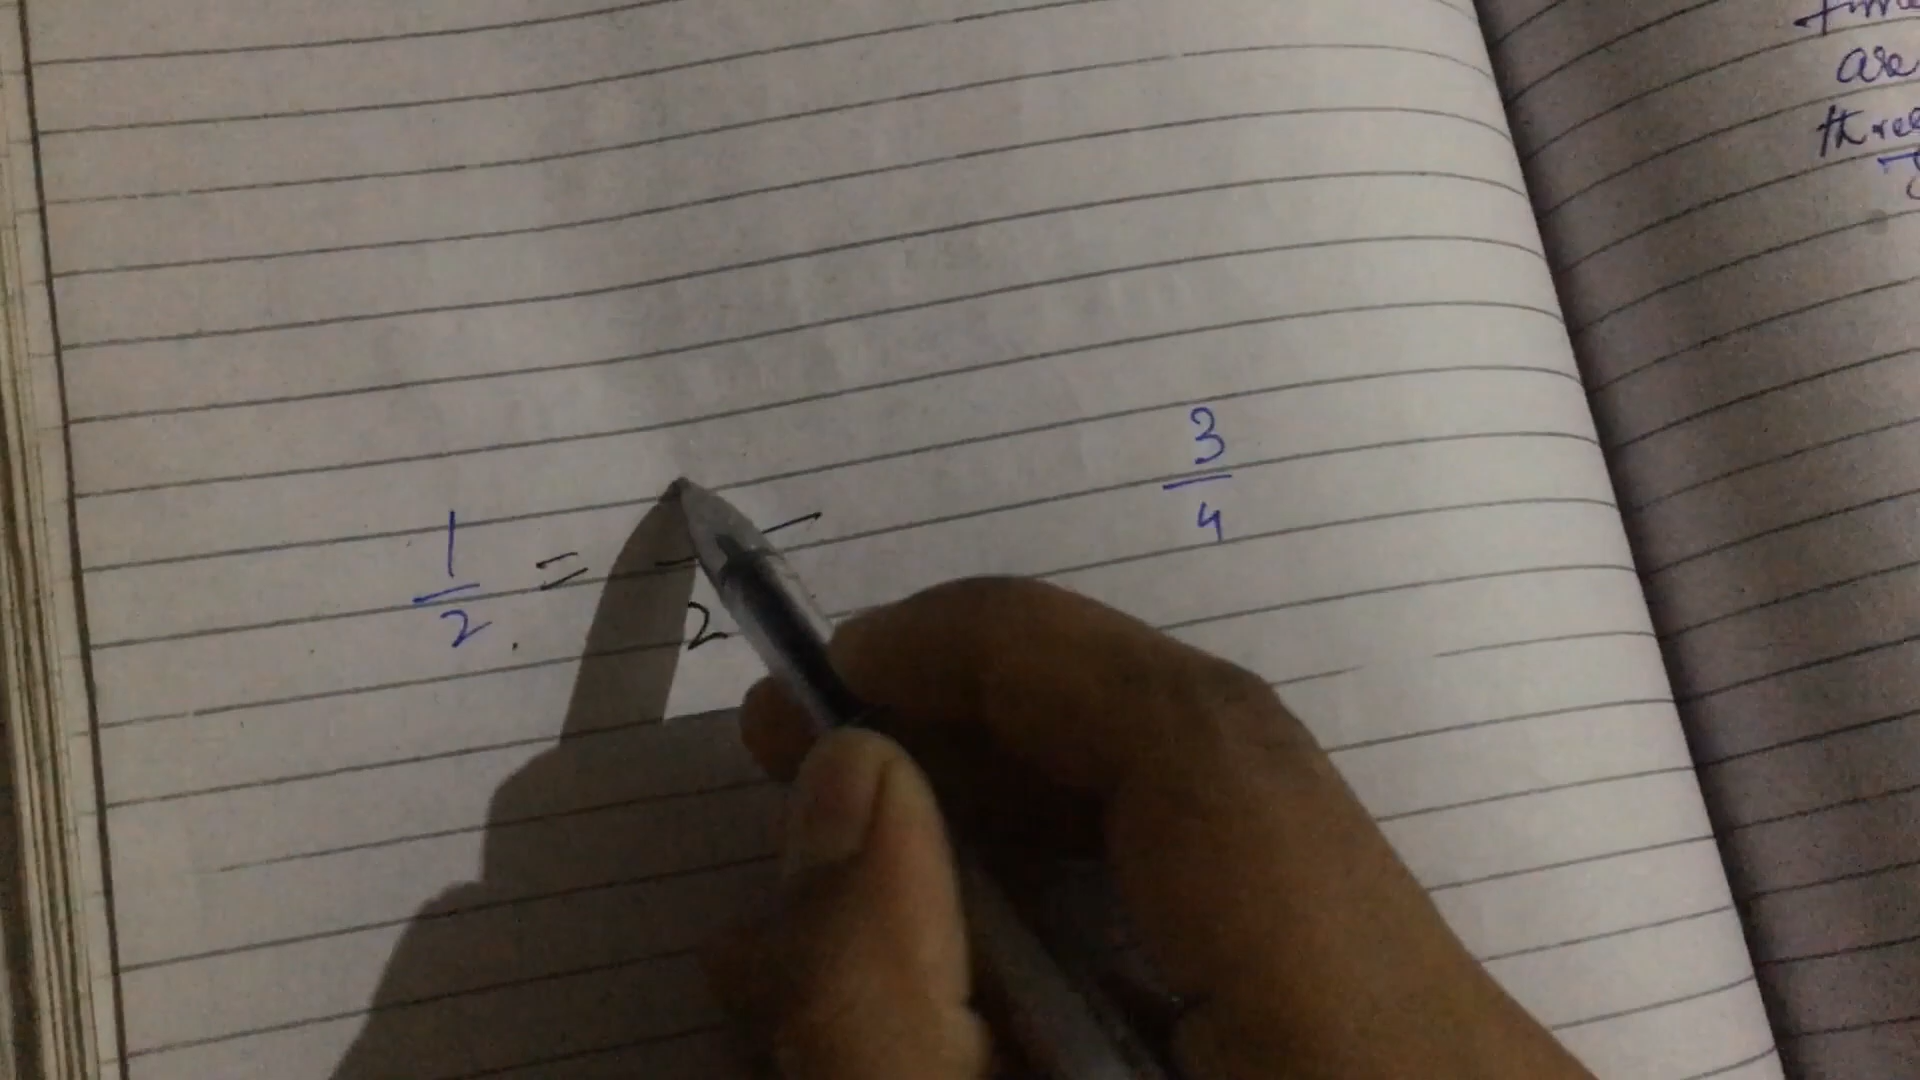 are
three
3
4
1
2 . = 2